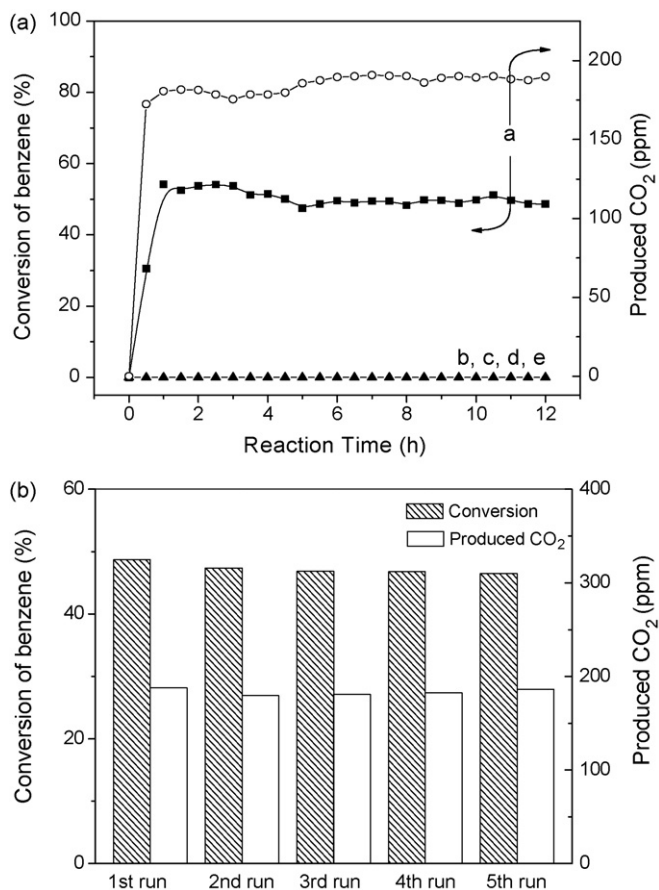 (a)
100
80
60
40
20
0
Conversion of benzene (%)
200
150
100
50
0
Produced CO2 (ppm)
a
b, c, d, e
0 2 4 6 8 10 12
Reaction Time (h)
(b)
60
40
20
0
Conversion of benzene (%)
400
300
200
100
0
Produced CO2 (ppm)
Conversion
Produced CO2
1st run 2nd run 3rd run 4th run 5th run